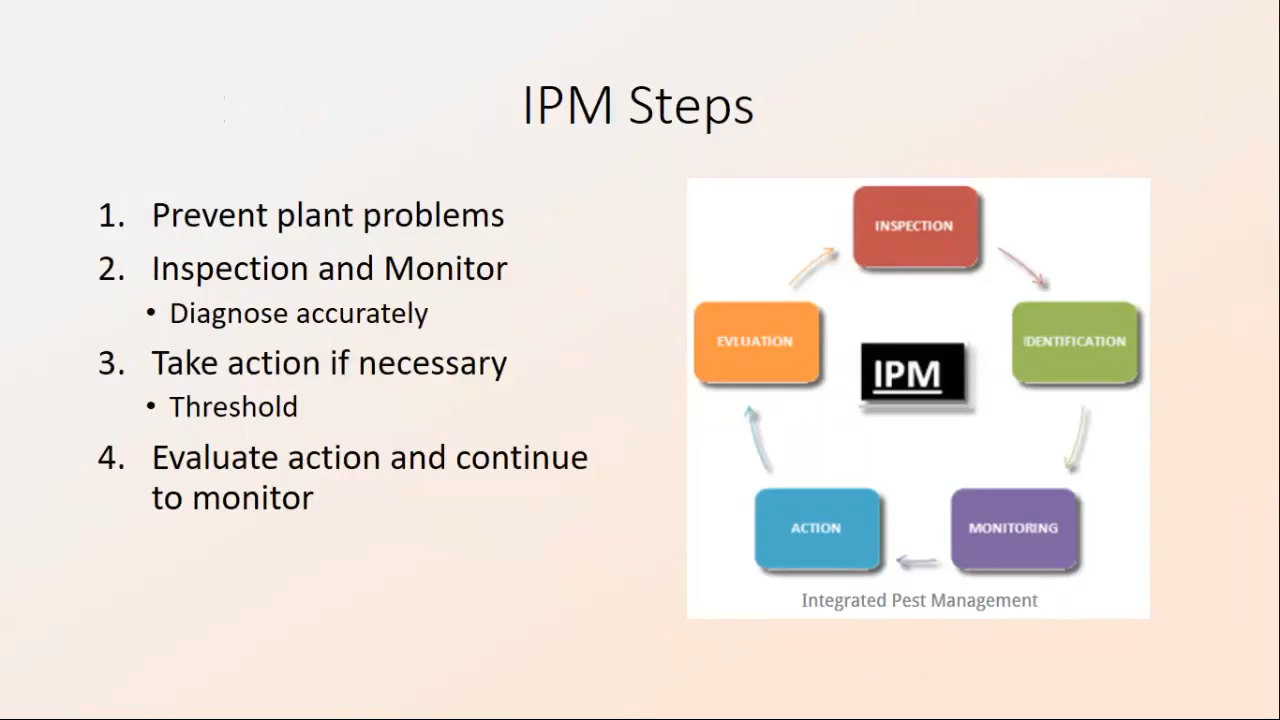 IPM Steps
1. Prevent plant problems
2. Inspection and Monitor
• Diagnose accurately
3. Take action if necessary
• Threshold
4. Evaluate action and continue
to monitor
INSPECTION
IDENTIFICATION
MONITORING
ACTION
EVLUATION
IPM
Integrated Pest Management